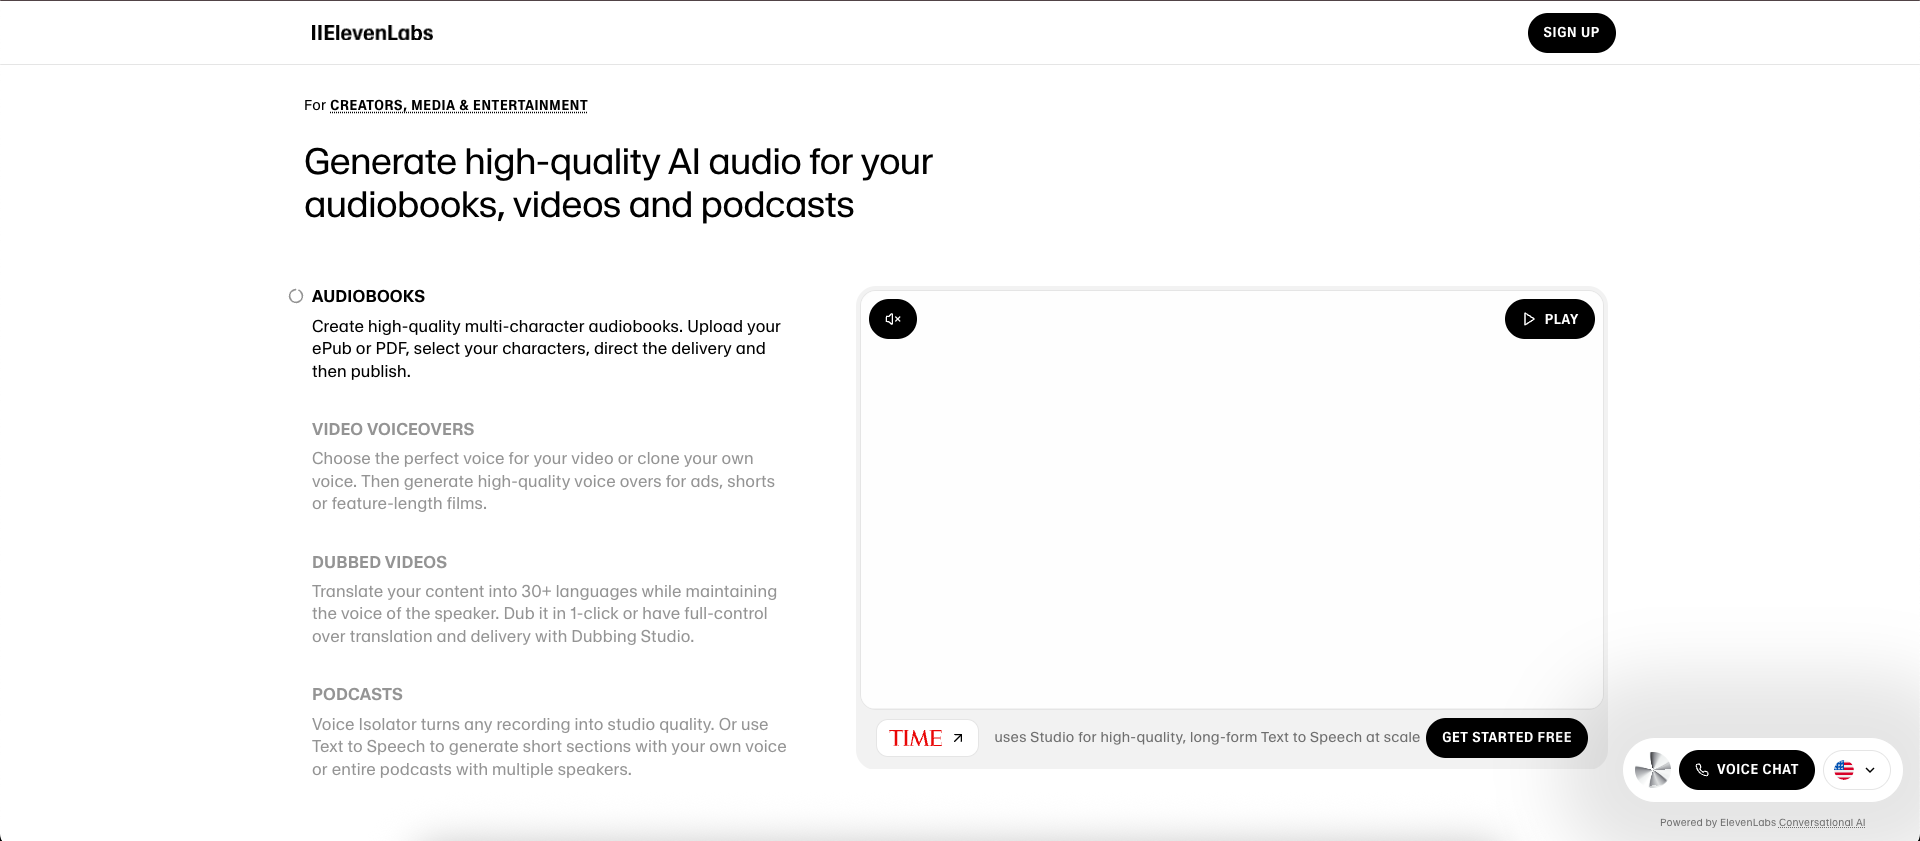 IIElevenLabs
SIGN UP
For CREATORS, MEDIA & ENTERTAINMENT
Generate high-quality AI audio for your
audiobooks, videos and podcasts
AUDIOBOOKS
Create high-quality multi-character audiobooks. Upload your
ePub or PDF, select your characters, direct the delivery and
then publish.
VIDEO VOICEOVERS
Choose the perfect voice for your video or clone your own
voice. Then generate high-quality voice overs for ads, shorts
or feature-length films.
DUBBED VIDEOS
Translate your content into 30+ languages while maintaining
the voice of the speaker. Dub it in 1-click or have full-control
over translation and delivery with Dubbing Studio.
PODCASTS
Voice Isolator turns any recording into studio quality. Or use
Text to Speech to generate short sections with your own voice
or entire podcasts with multiple speakers.
PLAY
TIME
uses Studio for high-quality, long-form Text to Speech at scale
GET STARTED FREE
VOICE CHAT
Powered by ElevenLabs Conversational AI